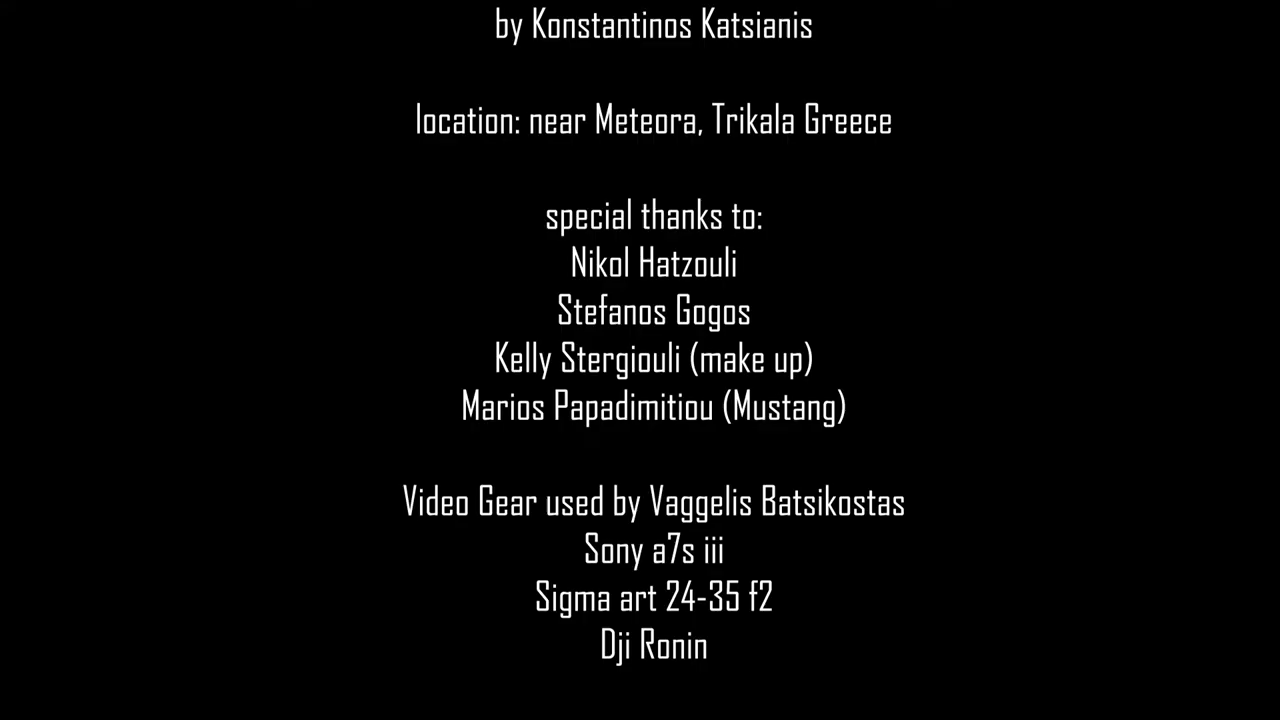 by Konstantinos Katsianis
location: near Meteora, Trikala Greece
special thanks to:
Nikol Hatzouli
Stefanos Gogos
Kelly Stergiouli (make up)
Marios Papadimitiou (Mustang)
Video Gear used by Vaggelis Batsikostas
Sony a7s iii
Sigma art 24-35 f2
Dji Ronin